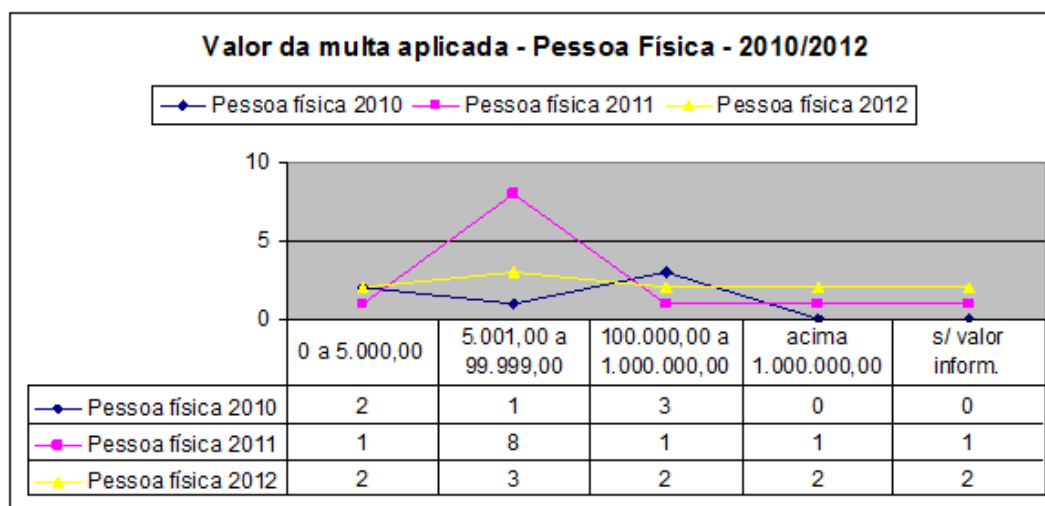 Valor da multa aplicada - Pessoa Física - 2010/2012
Pessoa física 2010 Pessoa física 2011 Pessoa física 2012
10
5
0
0 a 5.000,00 5.001,00 a 99.999,00 100.000,00 a 1.000.000,00 acima 1.000.000,00 s/ valor inform.
Pessoa física 2010 2 1 3 0 0
Pessoa física 2011 1 8 1 1 1
Pessoa física 2012 2 3 2 2 2